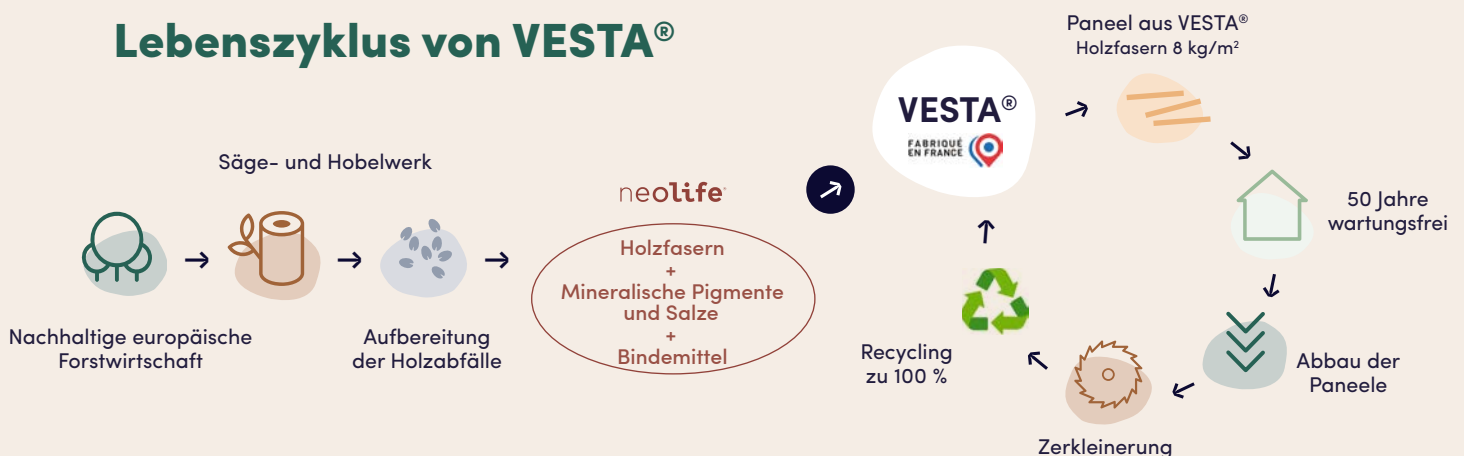 Lebenszyklus von VESTA®
Säge- und Hobelwerk
Nachhaltige europäische
Forstwirtschaft
Aufbereitung
der Holzabfälle
neolife
Holzfasern
+
Mineralische Pigmente
und Salze
+
Bindemittel
VESTA®
FABRIQUÉ
EN FRANCE
Paneel aus VESTA®
Holzfasern 8 kg/m²
50 Jahre
wartungsfrei
Abbau der
Paneele
Zerkleinerung
Recycling
zu 100 %